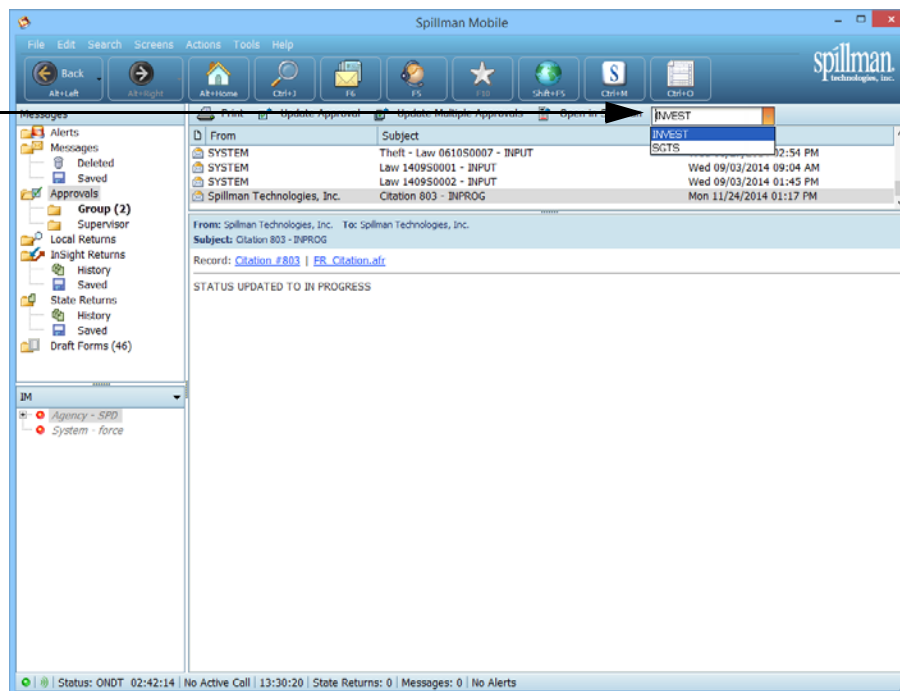 Spillman Mobile
File Edit Search Screens Actions Tools Help
Back
Alt+Left Alt+Right Alt+Home Ctrl+J F6 F5 F10 Shift+F5 Ctrl+M Ctrl+O
S
spillman
technologies, inc.
Messages
Print Update Approval Update Multiple Approvals Open in
INVEST
INVEST
SGTS
From Subject
SYSTEM Theft - Law 0610S0007 - INPUT 02:54 PM
SYSTEM Law 1409S0001 - INPUT Wed 09/03/2014 09:04 AM
SYSTEM Law 1409S0002 - INPUT Wed 09/03/2014 01:45 PM
Spillman Technologies, Inc. Citation 803 - INPROG Mon 11/24/2014 01:17 PM
From: Spillman Technologies, Inc. To: Spillman Technologies, Inc.
Subject: Citation 803 - INPROG
Record: Citation #803 | FR_Citation.afr
STATUS UPDATED TO IN PROGRESS
Alerts
Messages
Deleted
Saved
Approvals
Group (2)
Supervisor
Local Returns
InSight Returns
History
Saved
State Returns
History
Saved
Draft Forms (46)
IM
Agency - SPD
System - force
Status: ONDT 02:42:14 | No Active Call | 13:30:20 | State Returns: 0 | Messages: 0 | No Alerts